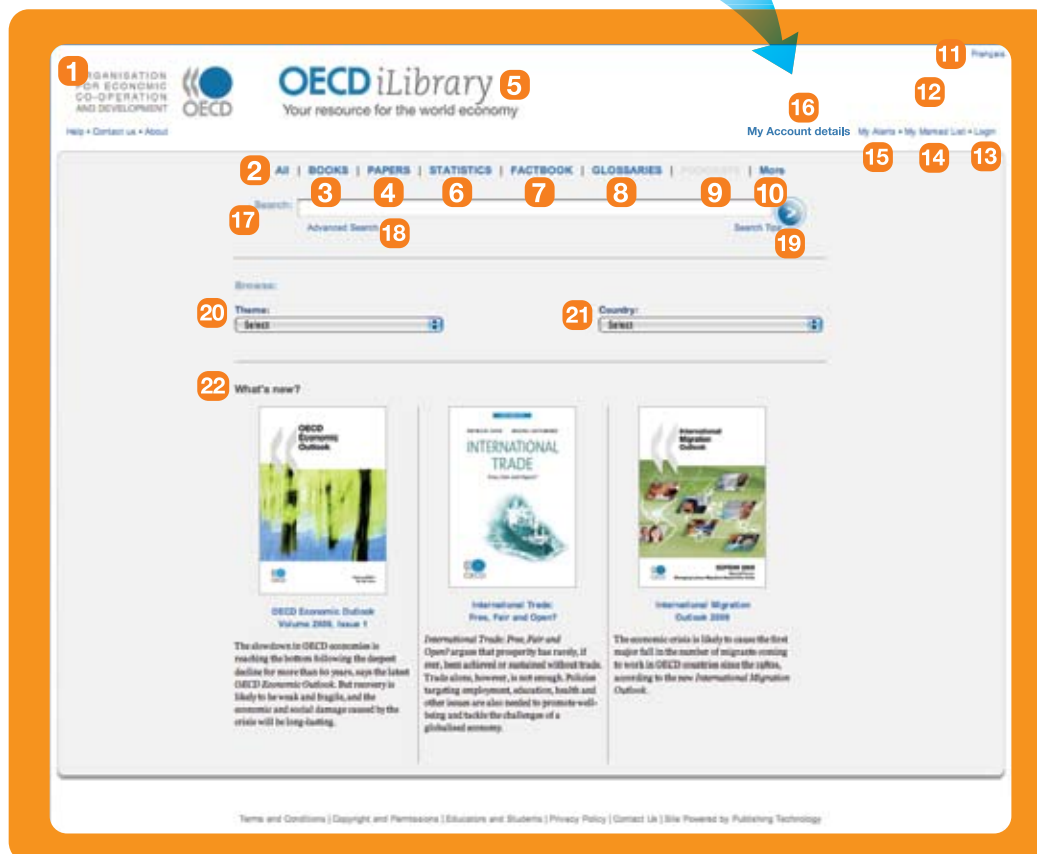 1
ORGANISATION
FOR ECONOMIC
CO-OPERATION
AND DEVELOPMENT
OECD
OECD iLibrary 5
Your resource for the world economy
11 Français
12
16
Help • Contact us • About
My Account details My Alerts • My Marked List • Login
15 14 13
2 All | BOOKS | PAPERS | STATISTICS | FACTBOOK | GLOSSARIES | | More
3 4 6 7 8 9 10
17 Search:
Advanced Search 18 Search Tips 19
Browse:
20 Theme:
Select
21 Country:
Select
22 What's new?
OECD
Economic
Outlook
INTERNATIONAL
TRADE
Free, Fair and Open?
OECD
International
Migration
Outlook
OECD Economic Outlook
Volume 2009, Issue 1
The slowdown in OECD economies is
reaching the bottom following the deepest
decline for more than 60 years, says the latest
OECD Economic Outlook. But recovery is
likely to be weak and fragile, and the
economic and social damage caused by the
crisis will be long-lasting.
International Trade:
Free, Fair and Open?
International Trade: Free, Fair and
Open? argues that prosperity has rarely, if
ever, been achieved or sustained without trade.
Trade alone, however, is not enough. Policies
targeting employment, education, health and
other issues are also needed to promote well-
being and tackle the challenges of a
globalised economy.
International Migration
Outlook 2009
The economic crisis is likely to cause the first
major fall in the number of migrants coming
to work in OECD countries since the 1980s,
according to the new International Migration
Outlook.
Terms and Conditions | Copyright and Permissions | Educators and Students | Privacy Policy | Contact Us | Site Powered by Publishing Technology